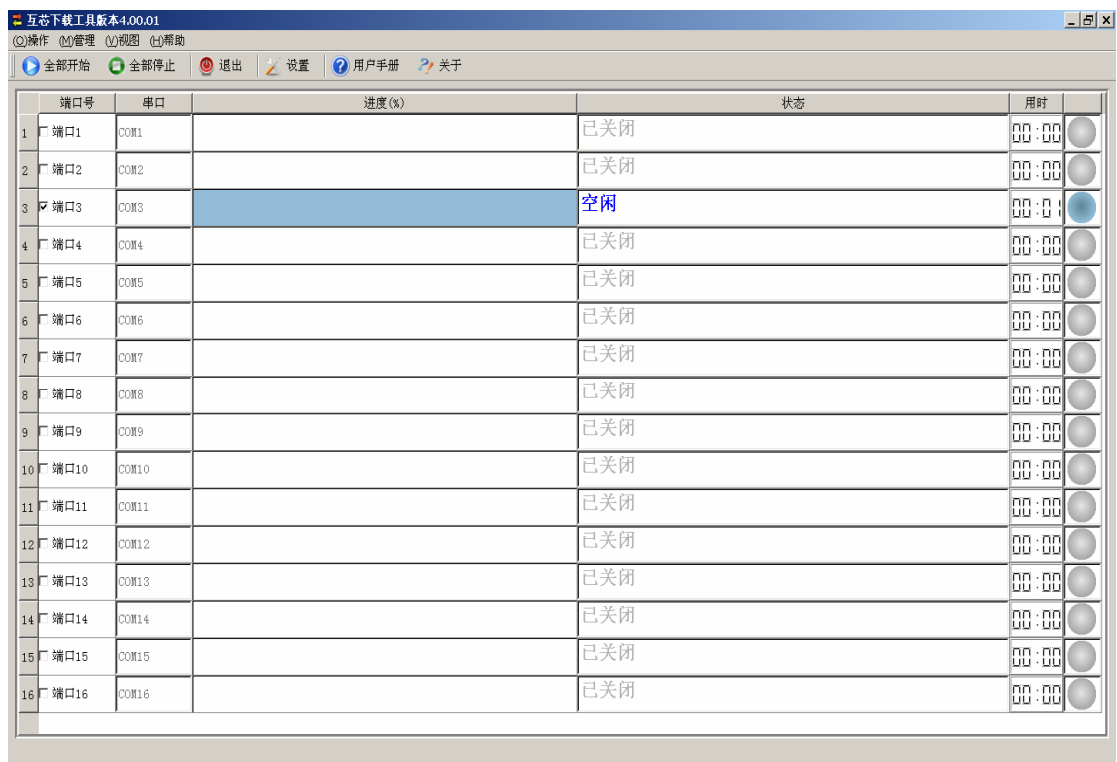 互芯下载工具版本4.00.01
(O)操作 (M)管理 (V)视图 (H)帮助
全部开始 全部停止 退出 设置 用户手册 关于
端口号 串口 进度(%) 状态 用时
1 端口1 COM1 已关闭 00:00
2 端口2 COM2 已关闭 00:00
3 端口3 COM3 空闲 00:01
4 端口4 COM4 已关闭 00:00
5 端口5 COM5 已关闭 00:00
6 端口6 COM6 已关闭 00:00
7 端口7 COM7 已关闭 00:00
8 端口8 COM8 已关闭 00:00
9 端口9 COM9 已关闭 00:00
10 端口10 COM10 已关闭 00:00
11 端口11 COM11 已关闭 00:00
12 端口12 COM12 已关闭 00:00
13 端口13 COM13 已关闭 00:00
14 端口14 COM14 已关闭 00:00
15 端口15 COM15 已关闭 00:00
16 端口16 COM16 已关闭 00:00